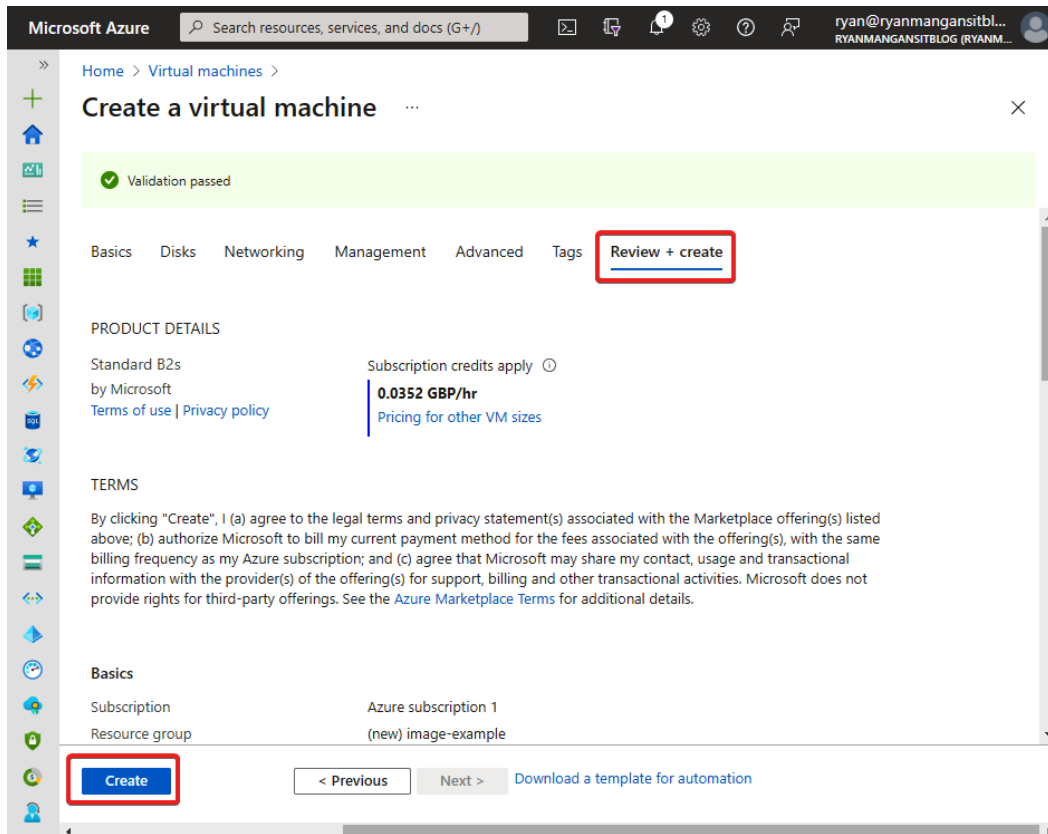 Microsoft Azure
Search resources, services, and docs (G+/)
1
ryan@ryanmangansitbl...
RYANMANGANSITBLOG (RYANM...
Home > Virtual machines >
Create a virtual machine ...
Validation passed
Basics Disks Networking Management Advanced Tags Review + create
PRODUCT DETAILS
Standard B2s
by Microsoft
Terms of use | Privacy policy
Subscription credits apply
0.0352 GBP/hr
Pricing for other VM sizes
TERMS
By clicking "Create", I (a) agree to the legal terms and privacy statement(s) associated with the Marketplace offering(s) listed
above; (b) authorize Microsoft to bill my current payment method for the fees associated with the offering(s), with the same
billing frequency as my Azure subscription; and (c) agree that Microsoft may share my contact, usage and transactional
information with the provider(s) of the offering(s) for support, billing and other transactional activities. Microsoft does not
provide rights for third-party offerings. See the Azure Marketplace Terms for additional details.
Basics
Subscription Azure subscription 1
Resource group (new) image-example
Create < Previous Next > Download a template for automation